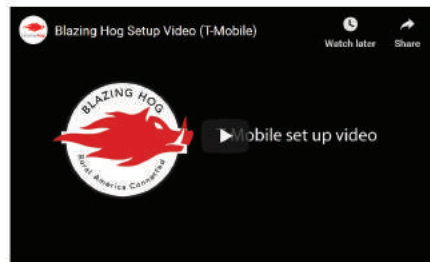 Blazing Hog Setup Video (T-Mobile)
Watch later
Share
BLAZING HOG
Rural America Connected
Mobile set up video